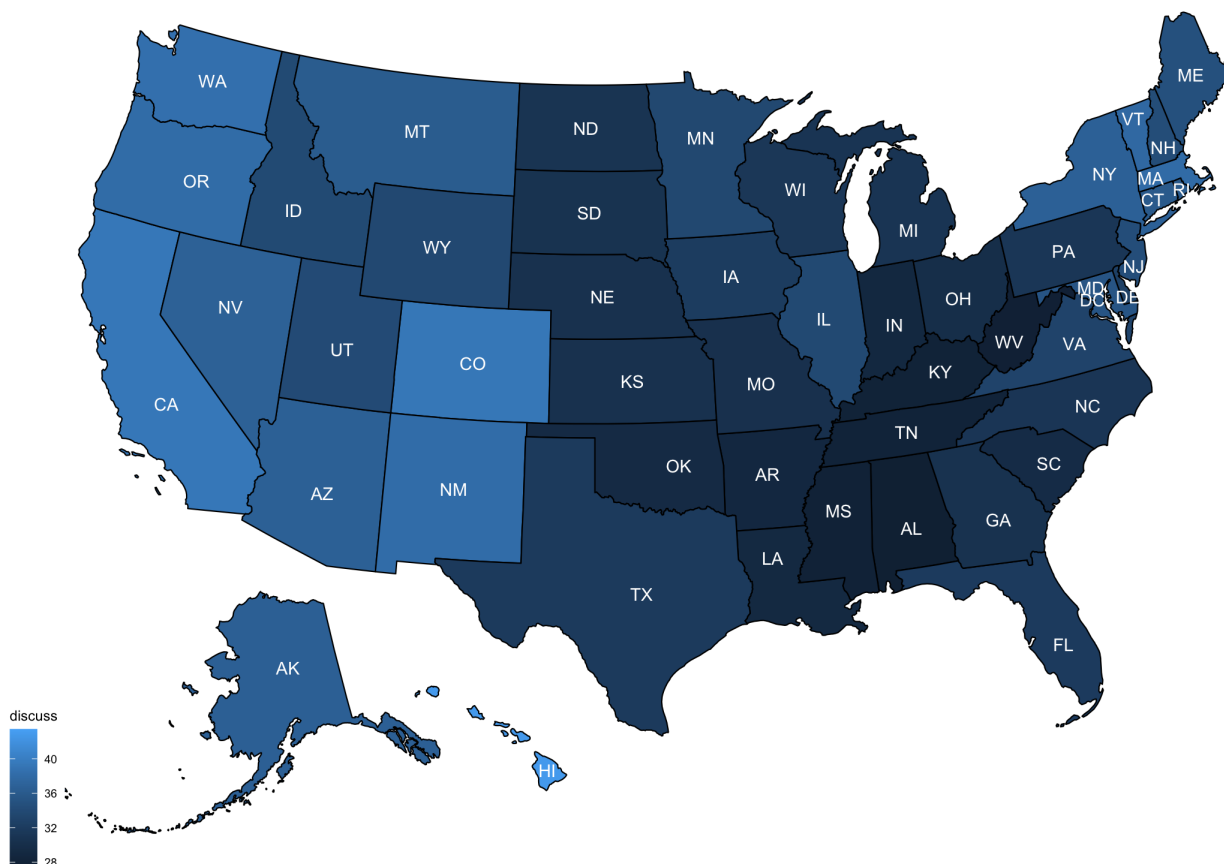 ME
WA
VT
ND
MT
MN
NH
NY
MA
OR
WI
RI
CT
ID
SD
MI
WY
PA
NJ
IA
MD
NE
OH
DE
DC
NV
IL
IN
WV
VA
UT
CO
KY
KS
MO
CA
NC
TN
SC
OK
AR
NM
AZ
MS
GA
AL
LA
TX
FL
AK
HI
discuss
40
36
32
28